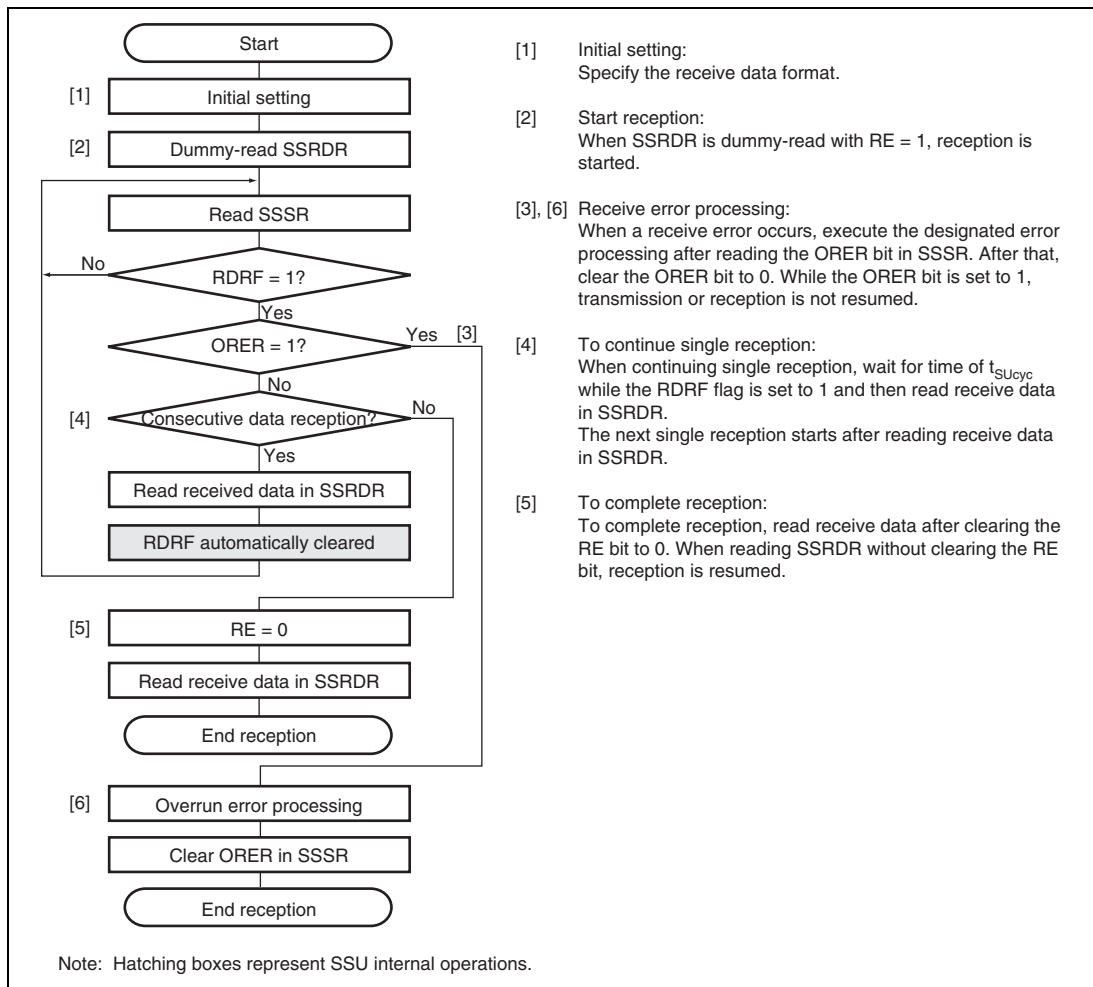 Start
[1] Initial setting
[2] Dummy-read SSRDR
Read SSSR
No
RDRF = 1?
Yes
ORER = 1?
Yes [3]
No
[4] Consecutive data reception?
No
Yes
Read received data in SSRDR
RDRF automatically cleared
[5] RE = 0
Read receive data in SSRDR
End reception
[6] Overrun error processing
Clear ORER in SSSR
End reception
[1] Initial setting:
Specify the receive data format.
[2] Start reception:
When SSRDR is dummy-read with RE = 1, reception is
started.
[3], [6] Receive error processing:
When a receive error occurs, execute the designated error
processing after reading the ORER bit in SSSR. After that,
clear the ORER bit to 0. While the ORER bit is set to 1,
transmission or reception is not resumed.
[4] To continue single reception:
When continuing single reception, wait for time of tSUcyc
while the RDRF flag is set to 1 and then read receive data
in SSRDR.
The next single reception starts after reading receive data
in SSRDR.
[5] To complete reception:
To complete reception, read receive data after clearing the
RE bit to 0. When reading SSRDR without clearing the RE
bit, reception is resumed.
Note: Hatching boxes represent SSU internal operations.